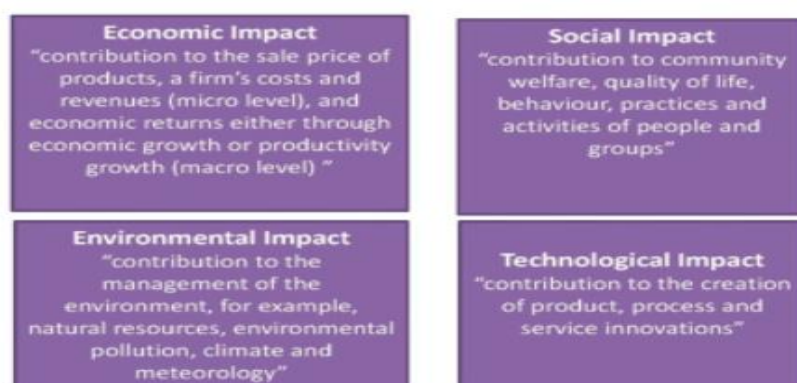 Economic Impact
“contribution to the sale price of
products, a firm’s costs and
revenues (micro level), and
economic returns either through
economic growth or productivity
growth (macro level) ”
Social Impact
“contribution to community
welfare, quality of life,
behaviour, practices and
activities of people and
groups”
Environmental Impact
“contribution to the
management of the
environment, for example,
natural resources, environmental
pollution, climate and
meteorology”
Technological Impact
“contribution to the creation
of product, process and
service innovations”